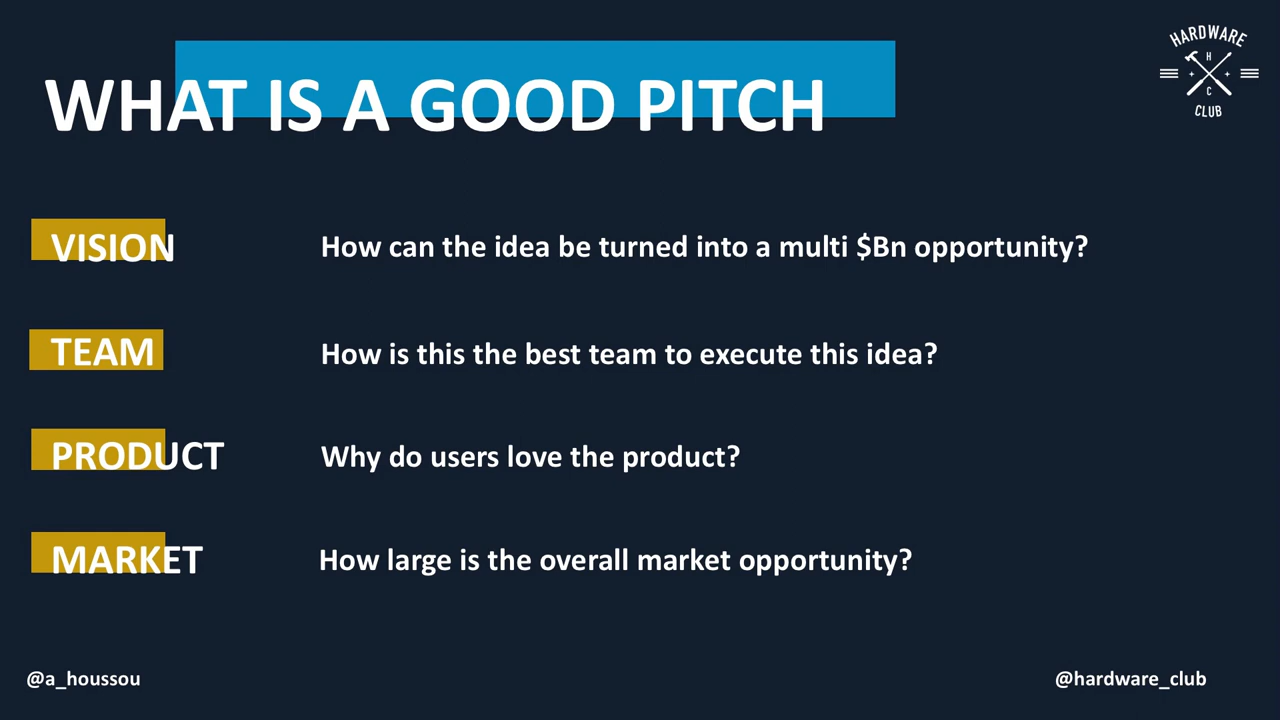 WHAT IS A GOOD PITCH
HARDWARE
H
C
CLUB
VISION How can the idea be turned into a multi $Bn opportunity?
TEAM How is this the best team to execute this idea?
PRODUCT Why do users love the product?
MARKET How large is the overall market opportunity?
@a_houssou @hardware_club